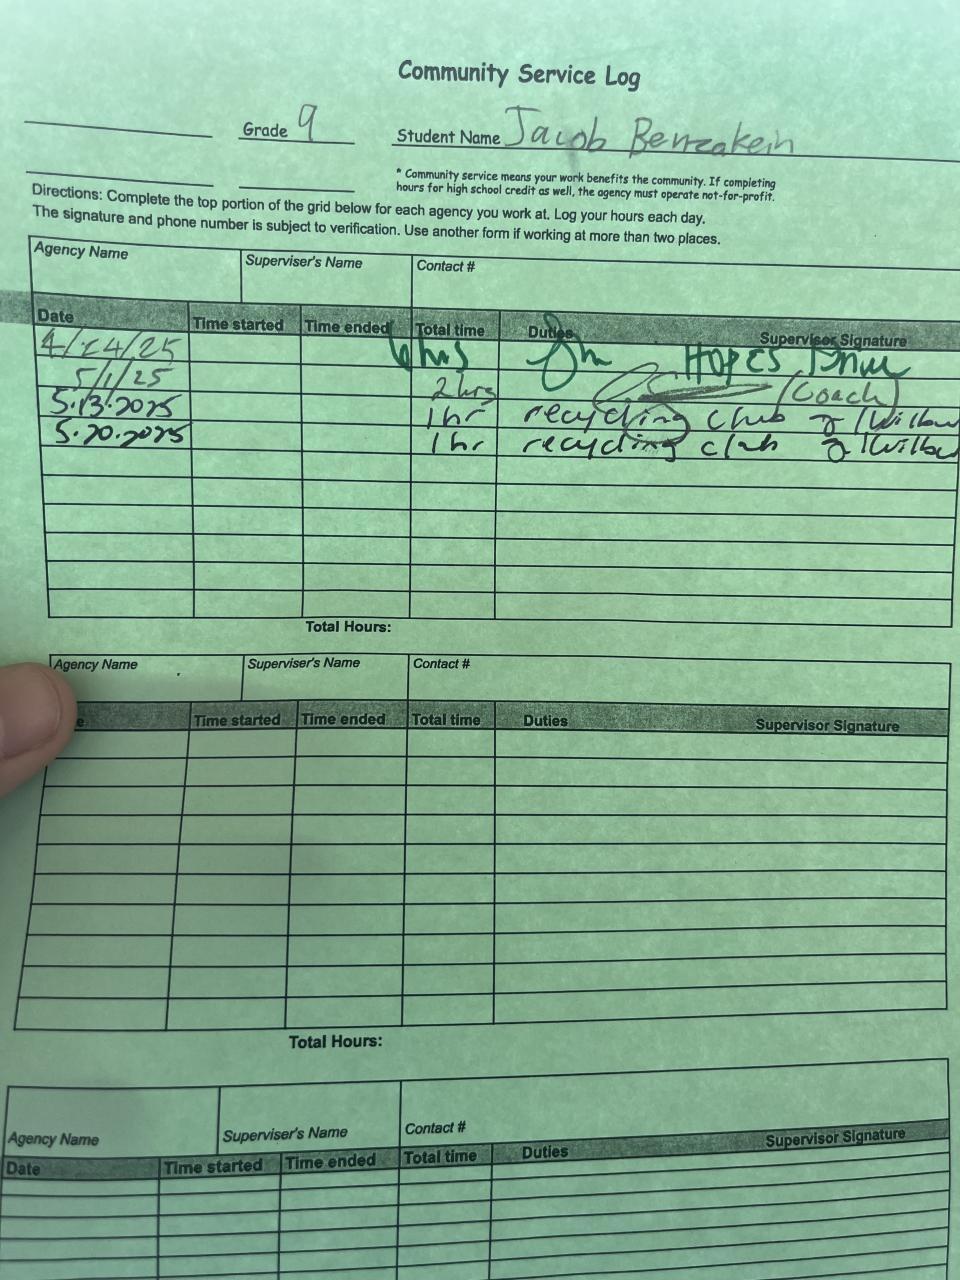 Community Service Log
Grade 9 Student Name Jacob Benzakein
* Community service means your work benefits the community. If completing
hours for high school credit as well, the agency must operate not-for-profit.
Directions: Complete the top portion of the grid below for each agency you work at. Log your hours each day.
The signature and phone number is subject to verification. Use another form if working at more than two places.
Agency Name Superviser's Name Contact #
Date Time started Time ended Total time Duties Supervisor Signature
4/24/25 6hrs HOPES
5/1/25 2 hrs (Coach)
5.13.2025 1hr recycling club
5.20.2025 1hr recycling club
Total Hours:
Agency Name Superviser's Name Contact #
e Time started Time ended Total time Duties Supervisor Signature
Total Hours:
Agency Name Superviser's Name Contact #
Date Time started Time ended Total time Duties Supervisor Signature